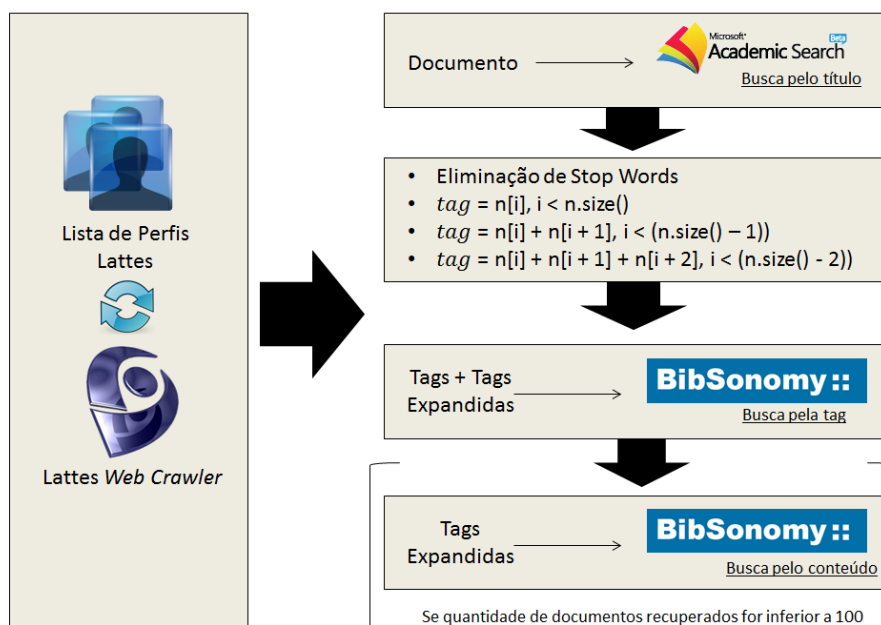 Lista de Perfis
Lattes
Lattes Web Crawler
Documento
Microsoft®
Academic Search
Beta
Busca pelo título
• Eliminação de Stop Words
• tag = n[i], i < n.size()
• tag = n[i] + n[i + 1], i < (n.size() – 1))
• tag = n[i] + n[i + 1] + n[i + 2], i < (n.size() - 2))
Tags + Tags
Expandidas
BibSonomy::
Busca pela tag
Tags
Expandidas
BibSonomy::
Busca pelo conteúdo
Se quantidade de documentos recuperados for inferior a 100